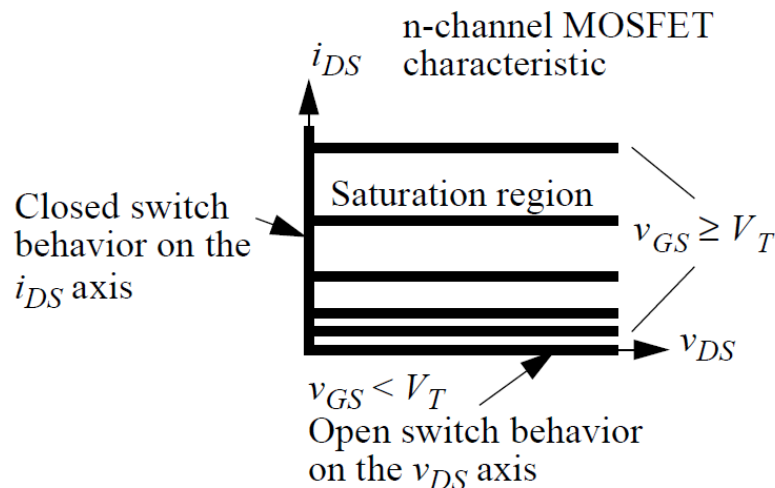 n-channel MOSFET
characteristic
i_DS
Saturation region
Closed switch
behavior on the
i_DS axis
v_GS ≥ V_T
v_DS
v_GS < V_T
Open switch behavior
on the v_DS axis